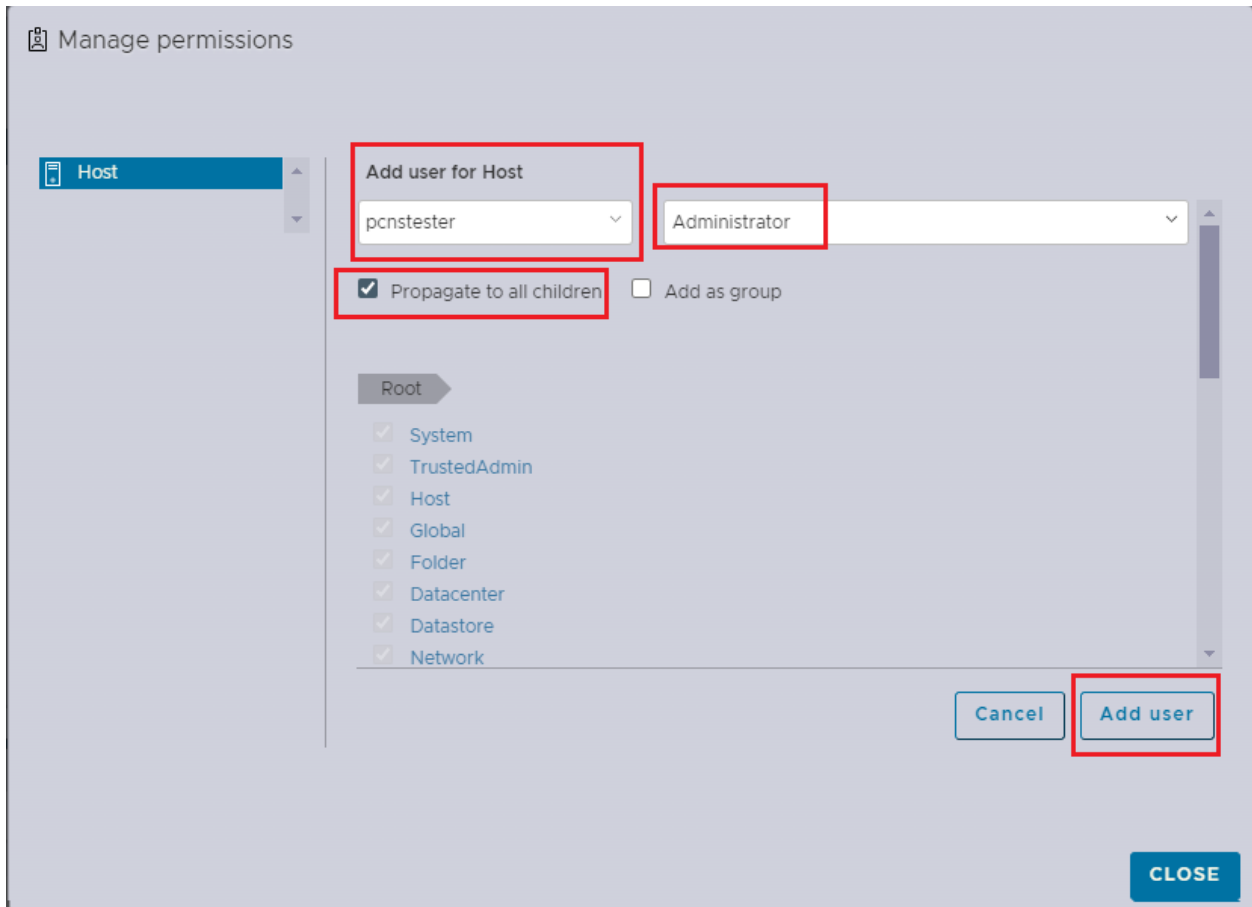 Manage permissions
Host
Add user for Host
pcnstester
Administrator
Propagate to all children
Add as group
Root
System
TrustedAdmin
Host
Global
Folder
Datacenter
Datastore
Network
Cancel
Add user
CLOSE